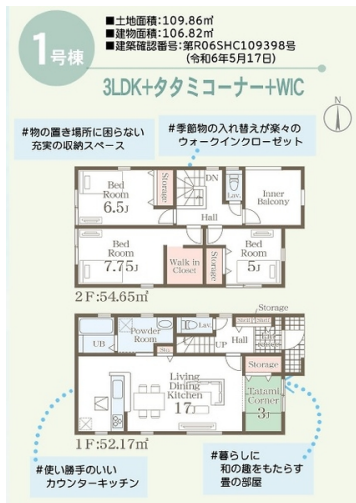 1号棟
■土地面積:109.86㎡
■建物面積:106.82㎡
■建築確認番号:第R06SHC109398号
(令和6年5月17日)
3LDK+タタミコーナー+WIC
N
#物の置き場所に困らない
充実の収納スペース
#季節物の入れ替えが楽々の
ウォークインクローゼット
Bed
Room
6.5J
Storage
DN
Lav.
Hall
Inner
Balcony
Bed
Room
7.75J
Walk in
Closet
Storage
Bed
Room
5J
2F:54.65㎡
Storage
UB
Powder
Room
Lav.
UP
Hall
Storage
Living
Dining
Kitchen
17J
Tatami
Corner
3J
1F:52.17㎡
#使い勝手のいい
カウンターキッチン
#暮らしに
和の趣をもたらす
畳の部屋